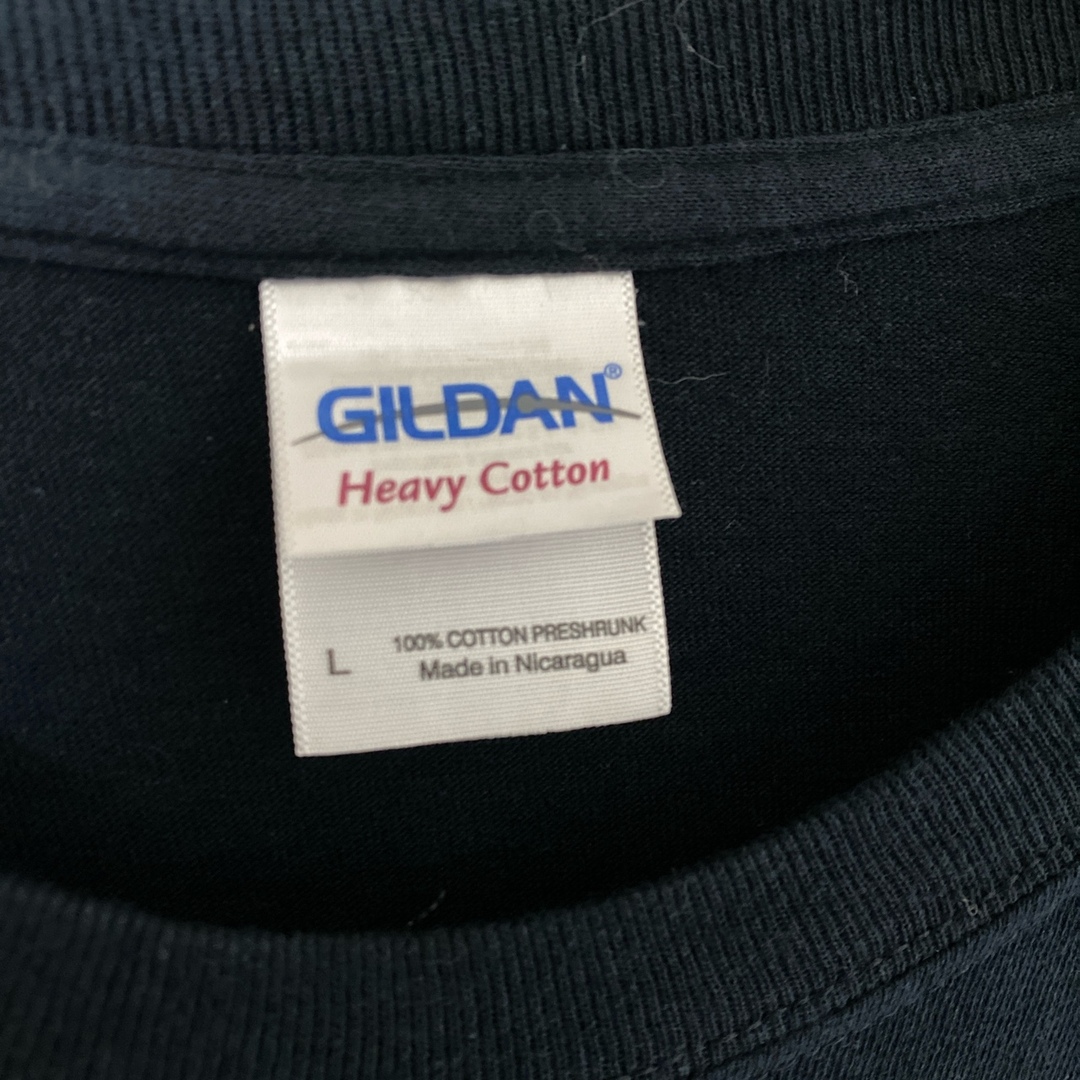 GILDAN®
Heavy Cotton
100% COTTON PRESHRUNK
L
Made in Nicaragua